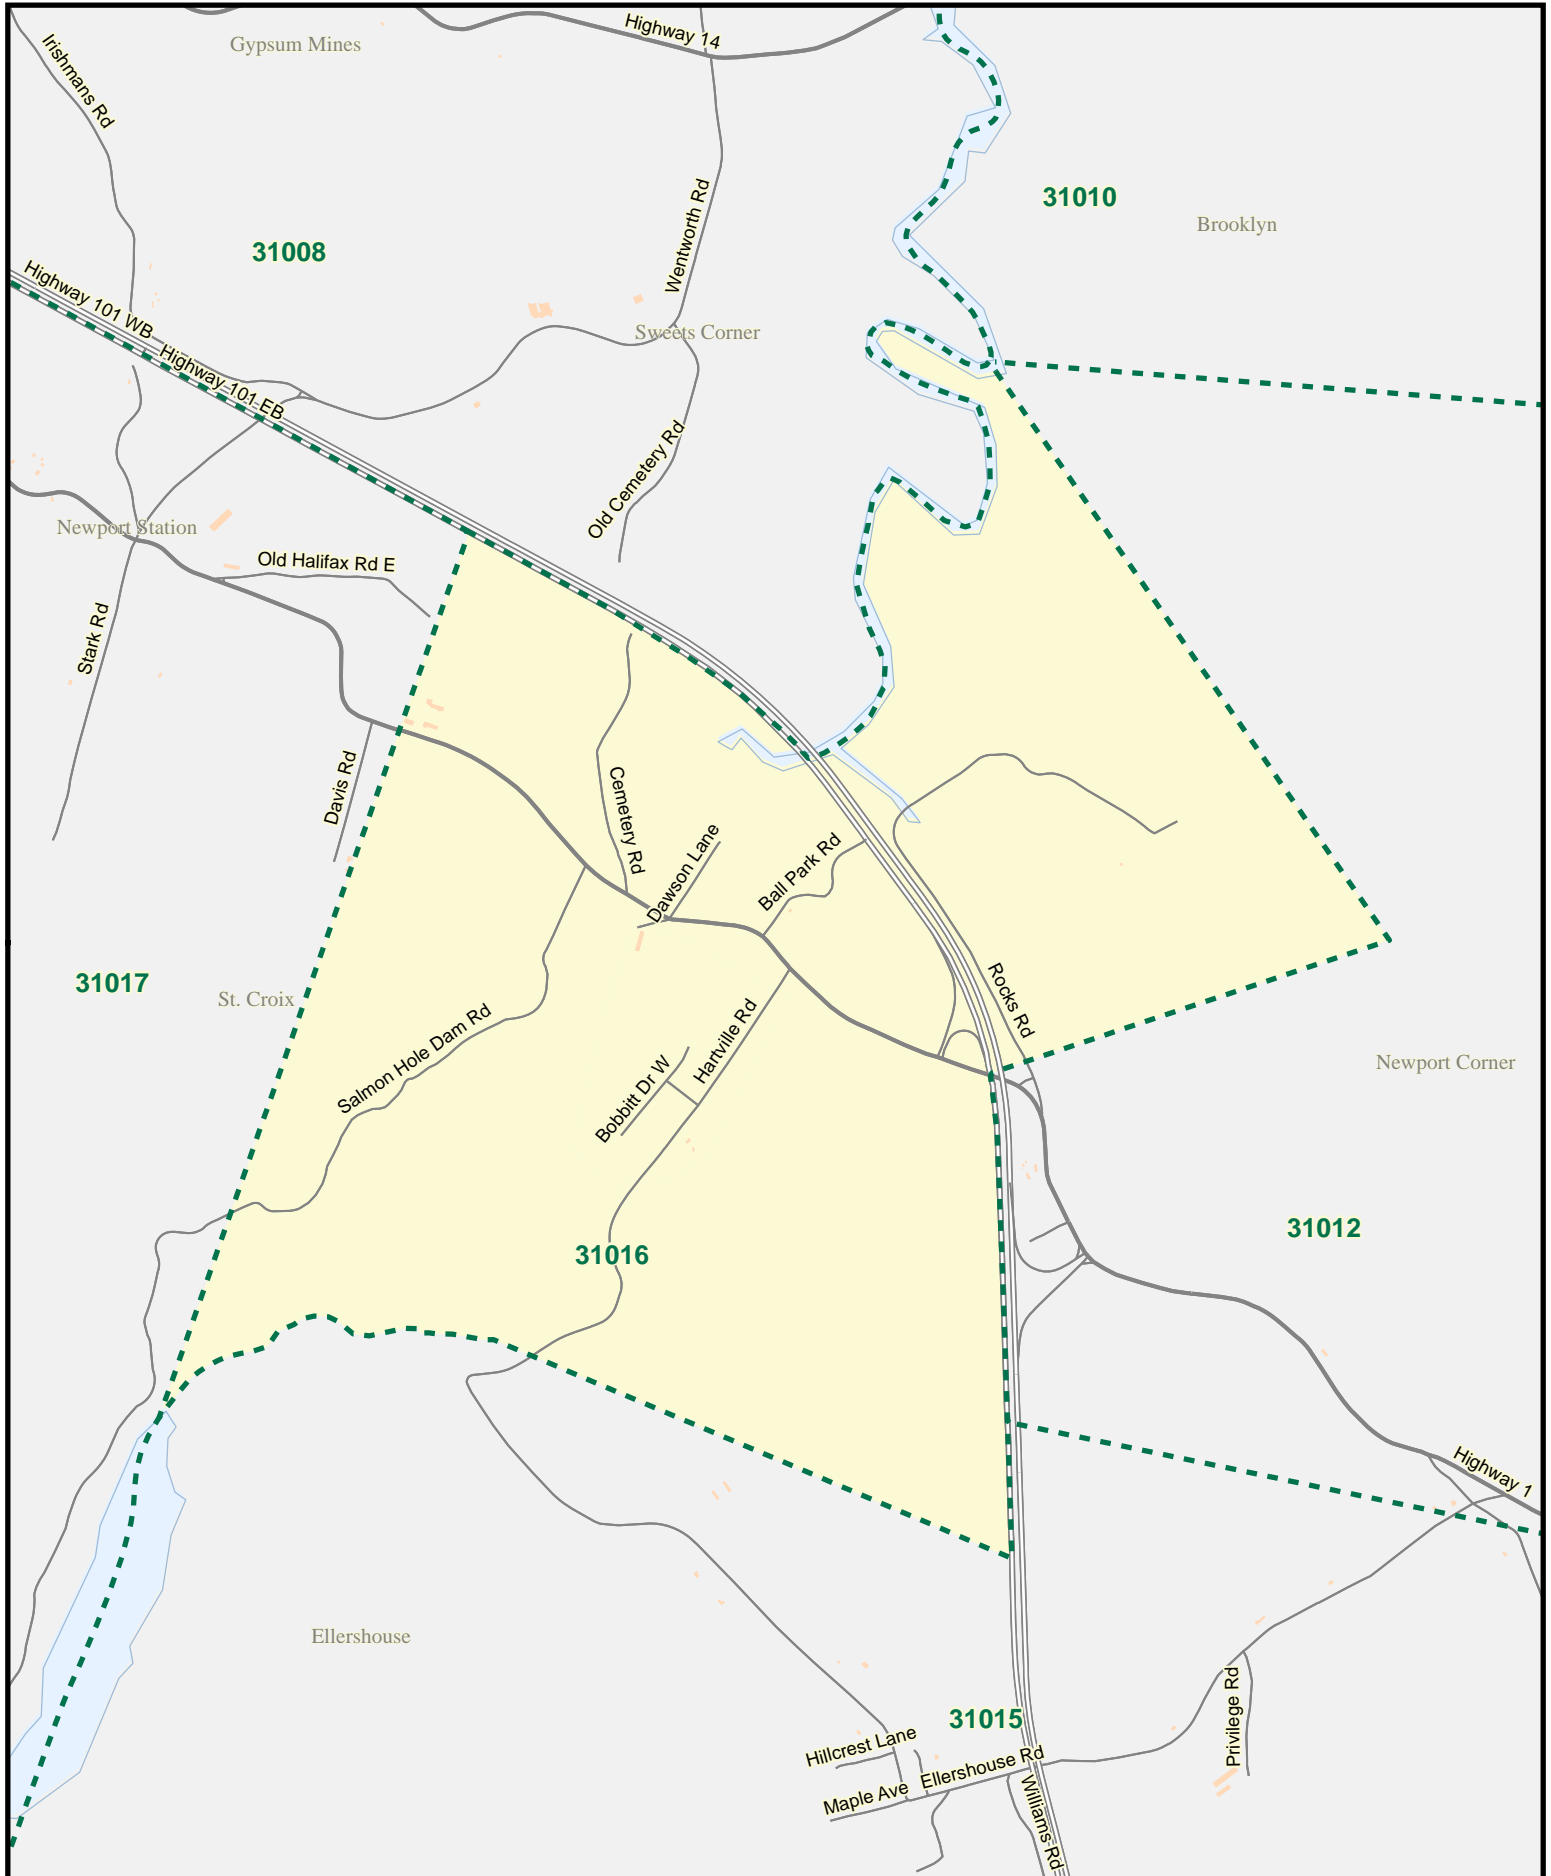 Highway 14
Gypsum Mines
Irishmans Rd
31010
Brooklyn
31008
Wentworth Rd
Highway 101 WB
Sweets Corner
Highway 101 EB
Old Cemetery Rd
Newport Station
Old Halifax Rd E
Stark Rd
Davis Rd
Cemetery Rd
Dawson Lane
Ball Park Rd
31017
St. Croix
Rocks Rd
Salmon Hole Dam Rd
Hartville Rd
Newport Corner
Bobbitt Dr W
31012
31016
Highway 1
Ellershouse
31015
Privilege Rd
Hillcrest Lane
Ellershouse Rd
Maple Ave
Williams Rd